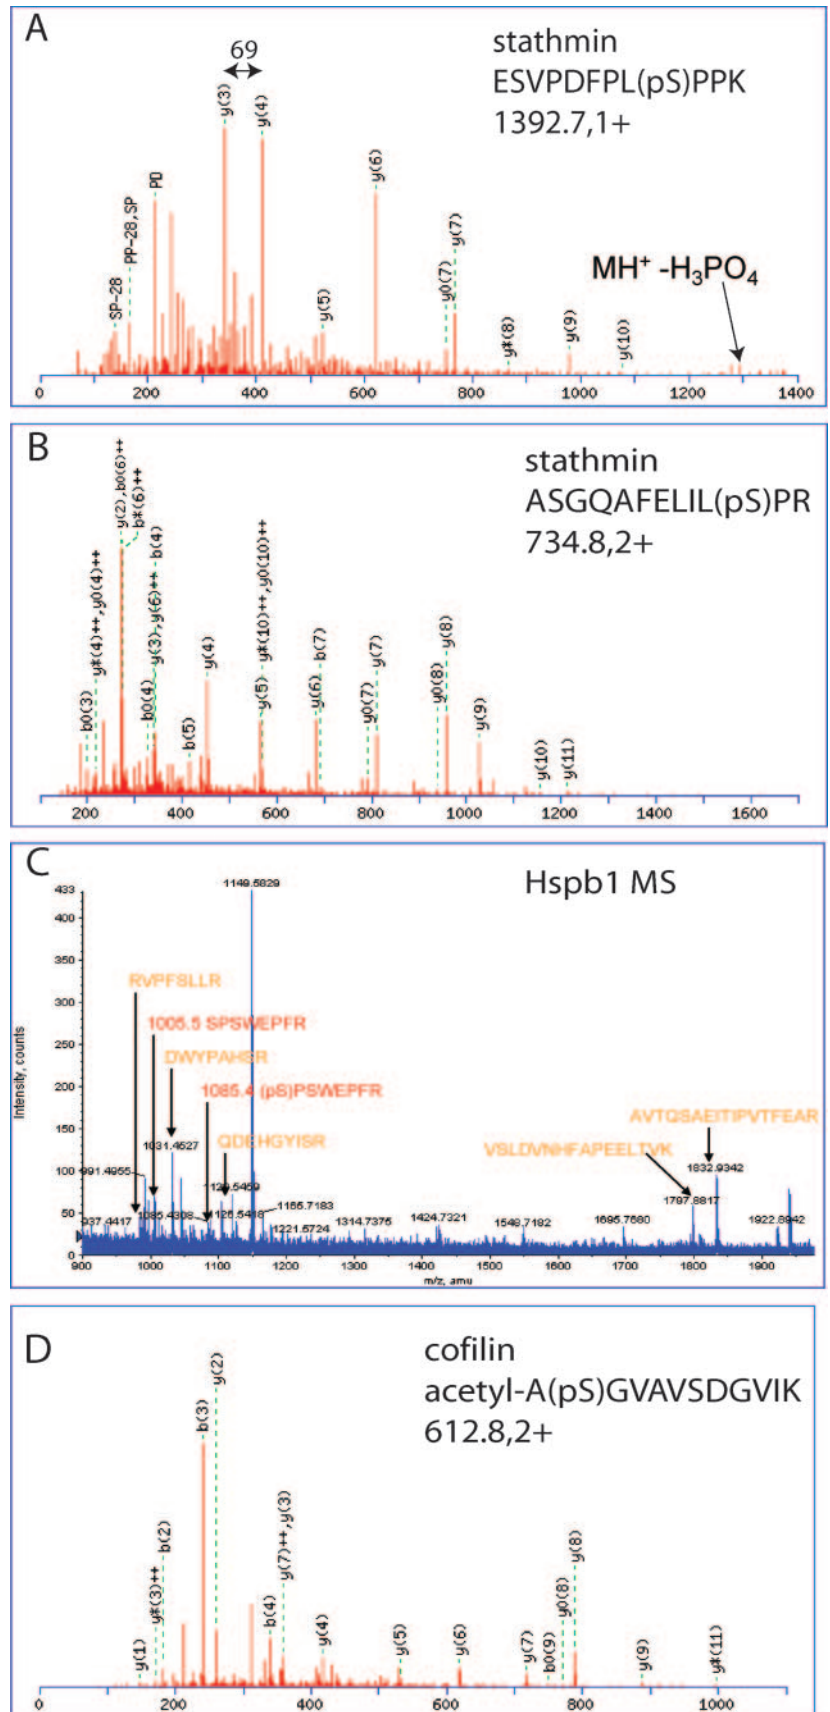 A
69
stathmin
ESVPDFPL(pS)PPK
1392.7,1+
SP-28
PP-28,SP
PD
y(3)
y(4)
y(5)
y(6)
y0(7)
y(7)
y*(8)
y(9)
y(10)
MH+ -H3PO4
0 200 400 600 800 1000 1200 1400
B
stathmin
ASGQAFELIL(pS)PR
734.8,2+
b0(3)
y*(4)++,y0(4)++
y(2),b0(6)++
b*(6)++
b0(4)
y(3),y(6)++
b(4)
b(5)
y(4)
y(5)
y*(10)++,y0(10)++
y(6)
b(7)
y0(7)
y(7)
y0(8)
y(8)
y(9)
y(10)
y(11)
200 400 600 800 1000 1200 1400 1600
C
Hspb1 MS
433
400
350
300
250
200
150
100
50
0
Intensity, counts
1149.5829
RVPFSLLR
1005.5 SPSWEPFR
DWYPAHSR
1085.4 (pS)PSWEPFR
QDEHGYISR
AVTQSAEITIPVTFEAR
VSLDVNHFAPEELTVK
1031.4527
991.4955
937.4417
1085.4308
1165.7183
1221.5724
1314.7375
1424.7321
1548.7192
1695.7680
1797.8817
1832.9342
1922.8942
900 1000 1100 1200 1300 1400 1500 1600 1700 1800 1900
m/z, amu
D
cofilin
acetyl-A(pS)GVAVSDGVIK
612.8,2+
y(1)
y*(3)++
b(2)
b(3)
y(2)
b(4)
y(7)++,y(3)
y(4)
y(5)
y(6)
y(7)
b0(9)
y0(8)
y(8)
y(9)
y*(11)
0 200 400 600 800 1000